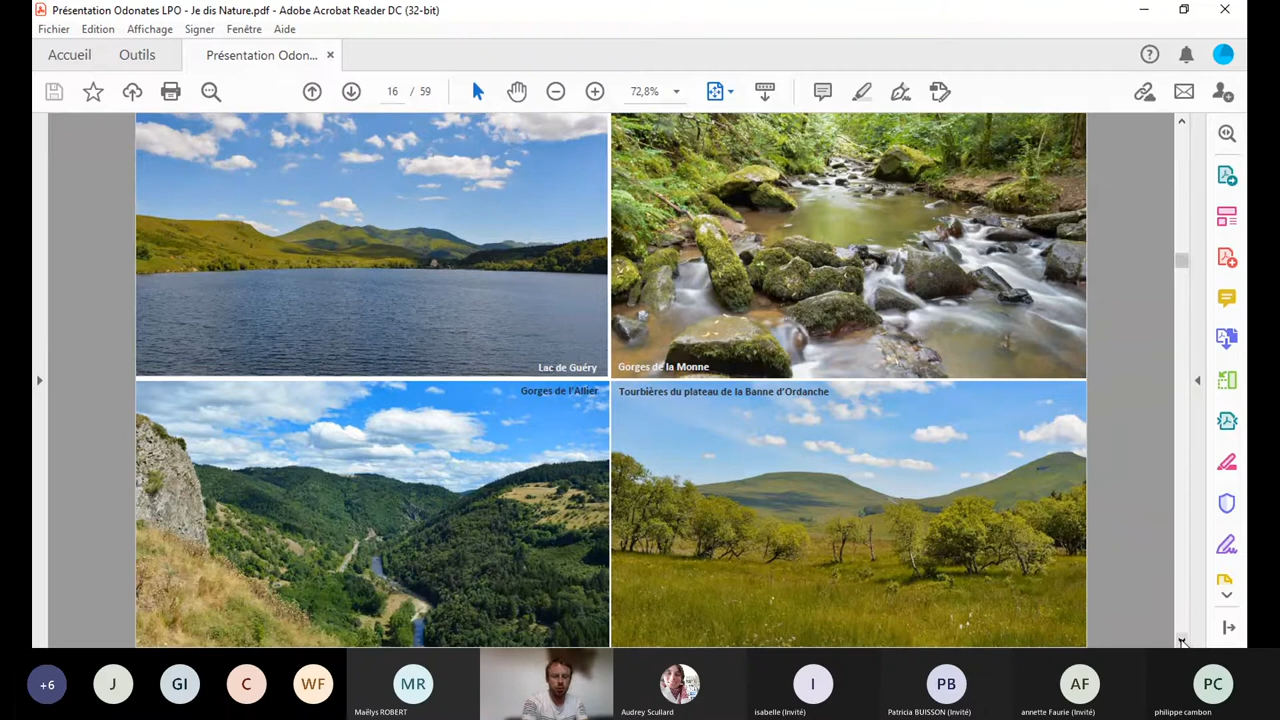 Présentation Odonates LPO - Je dis Nature.pdf - Adobe Acrobat Reader DC (32-bit)
Fichier Edition Affichage Signer Fenêtre Aide
Accueil Outils Présentation Odon... ×
16 / 59 72,8%
Lac de Guéry
Gorges de la Monne
Gorges de l'Allier
Tourbières du plateau de la Banne d'Ordanche
+6 J GI C WF MR I PB AF PC
Maëlys ROBERT Audrey Scullard isabelle (Invité) Patricia BUISSON (Invité) annette Faurie (Invité) philippe cambon